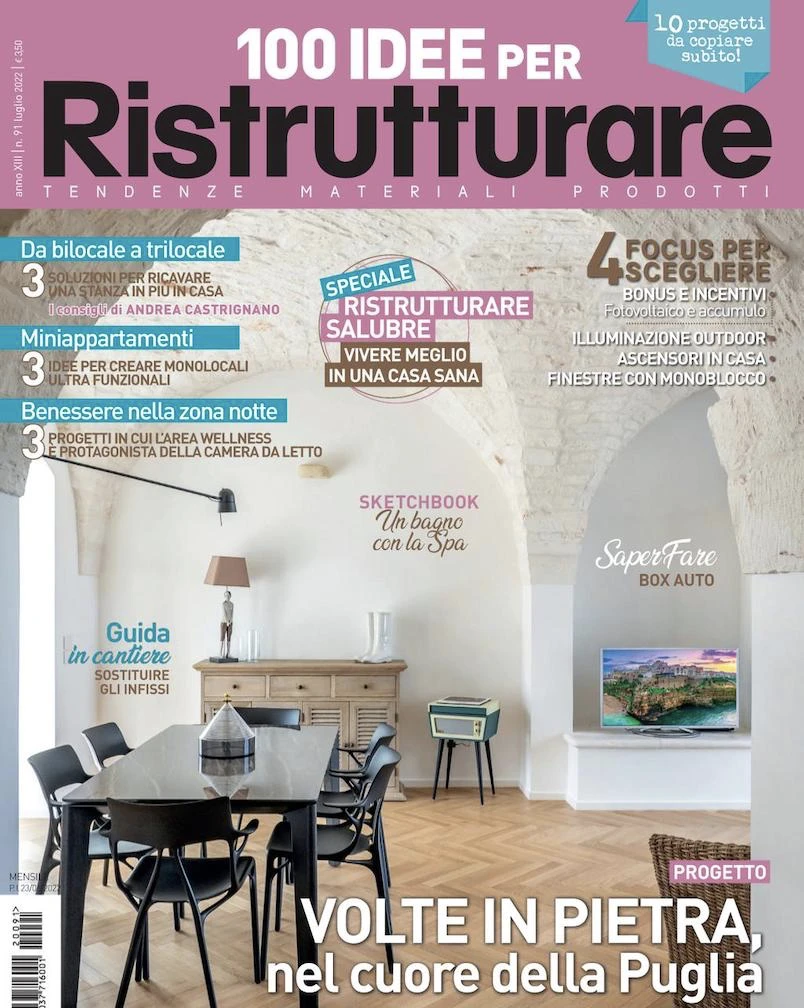 10 progetti
da copiare
subito!
100 IDEE PER
Ristrutturare
TENDENZE MATERIALI PRODOTTI
anno XIII | n. 91 luglio 2022 | € 3,50
Da bilocale a trilocale
3 SOLUZIONI PER RICAVARE
UNA STANZA IN PIÙ IN CASA
I consigli di ANDREA CASTRIGNANO
Miniappartamenti
3 IDEE PER CREARE MONOLOCALI
ULTRA FUNZIONALI
Benessere nella zona notte
3 PROGETTI IN CUI L'AREA WELLNESS
E PROTAGONISTA DELLA CAMERA DA LETTO
SPECIALE
RISTRUTTURARE
SALUBRE
VIVERE MEGLIO
IN UNA CASA SANA
4 FOCUS PER
SCEGLIERE
BONUS E INCENTIVI •
Fotovoltaico e accumulo
ILLUMINAZIONE OUTDOOR •
ASCENSORI IN CASA •
FINESTRE CON MONOBLOCCO •
SKETCHBOOK
Un bagno
con la Spa
SaperFare
BOX AUTO
Guida
in cantiere
SOSTITUIRE
GLI INFISSI
MENSILE
PROGETTO
VOLTE IN PIETRA,
nel cuore della Puglia
20091>